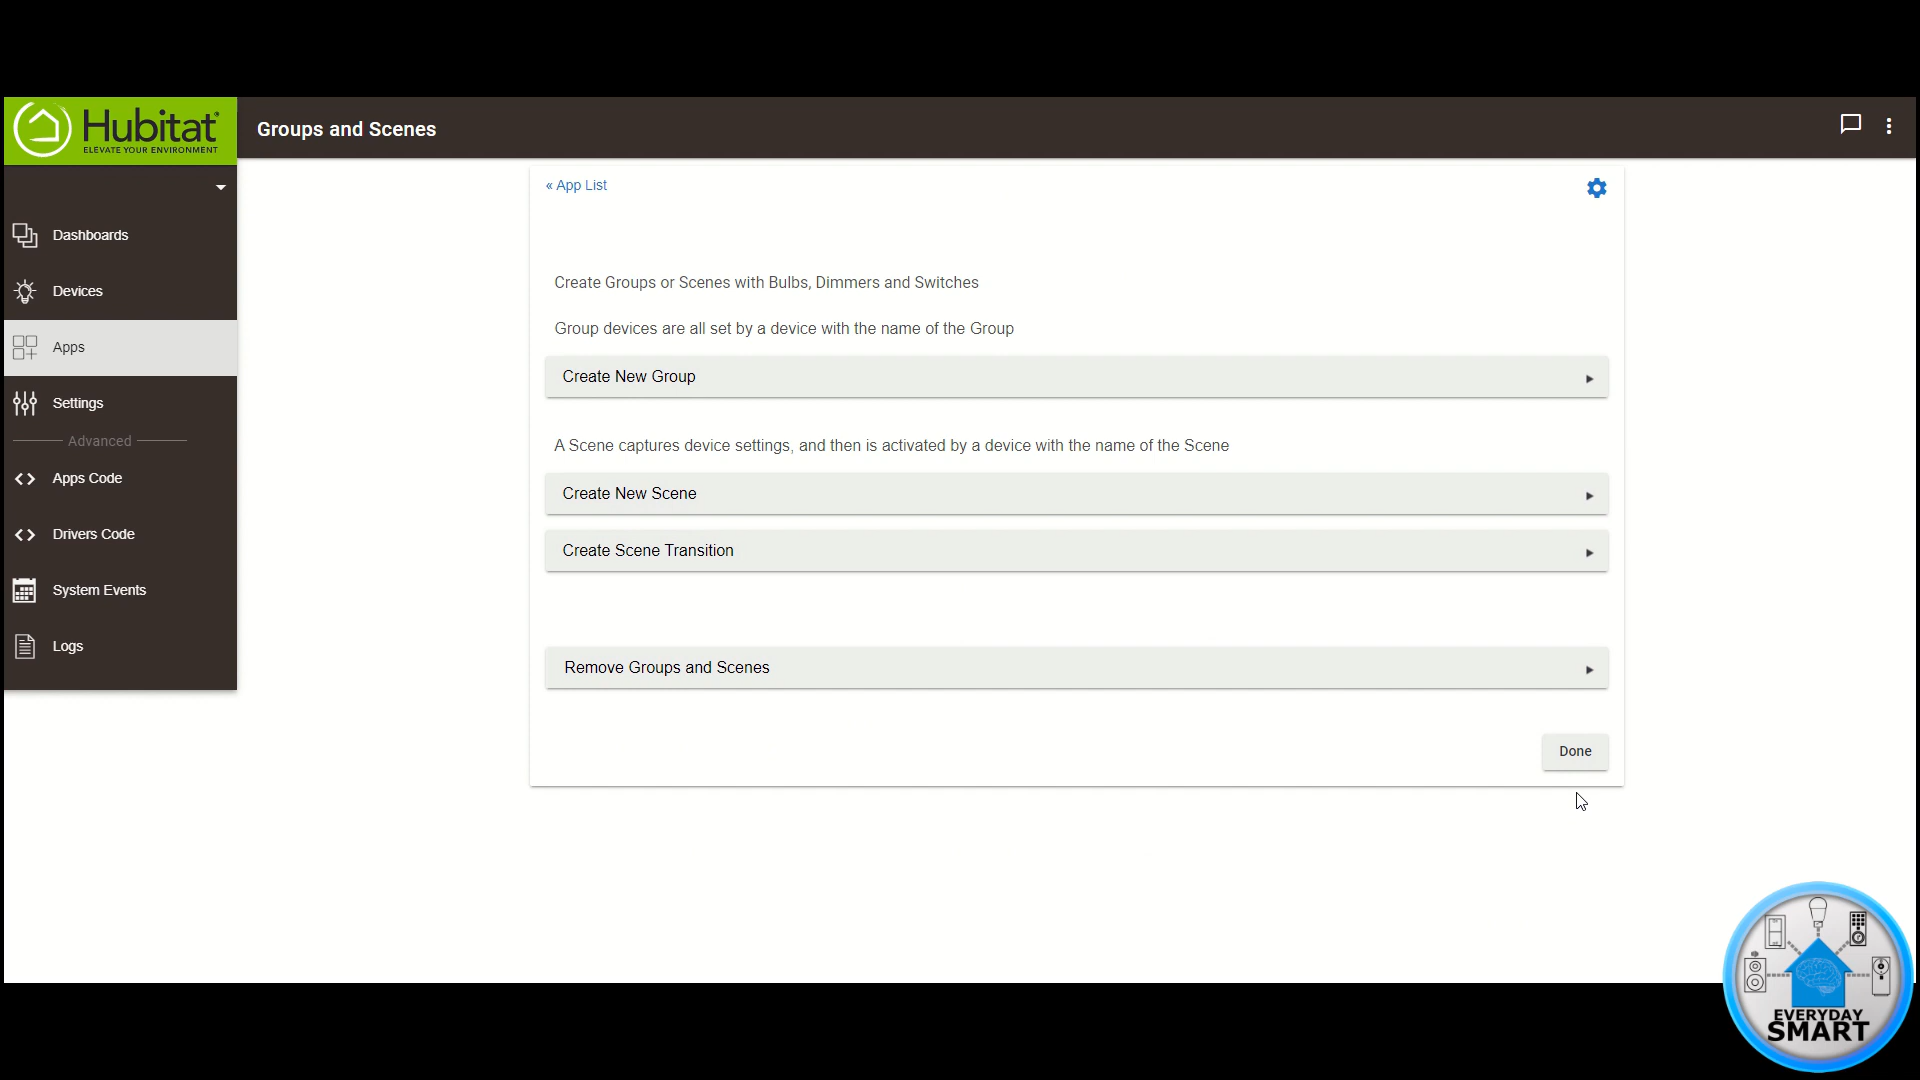 Hubitat®
ELEVATE YOUR ENVIRONMENT
Groups and Scenes
Dashboards
Devices
Apps
Settings
Advanced
Apps Code
Drivers Code
System Events
Logs
« App List
Create Groups or Scenes with Bulbs, Dimmers and Switches
Group devices are all set by a device with the name of the Group
Create New Group
A Scene captures device settings, and then is activated by a device with the name of the Scene
Create New Scene
Create Scene Transition
Remove Groups and Scenes
Done
EVERYDAY
SMART